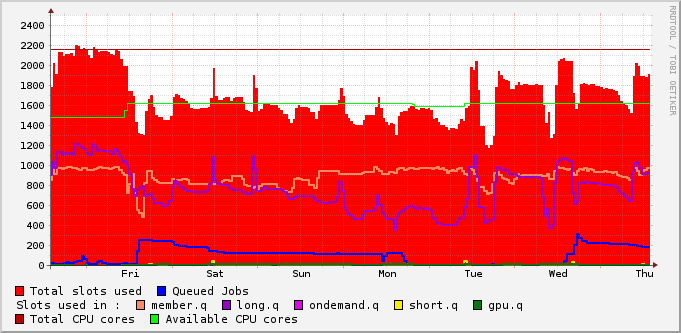 2200
2000
1800
1600
1400
1200
1000
800
600
400
200
0
Fri Sat Sun Mon Tue Wed Thu
Total slots used Queued Jobs
Slots used in : member.q long.q ondemand.q short.q gpu.q
Total CPU cores Available CPU cores
RRDTOOL / TOBI OETIKER